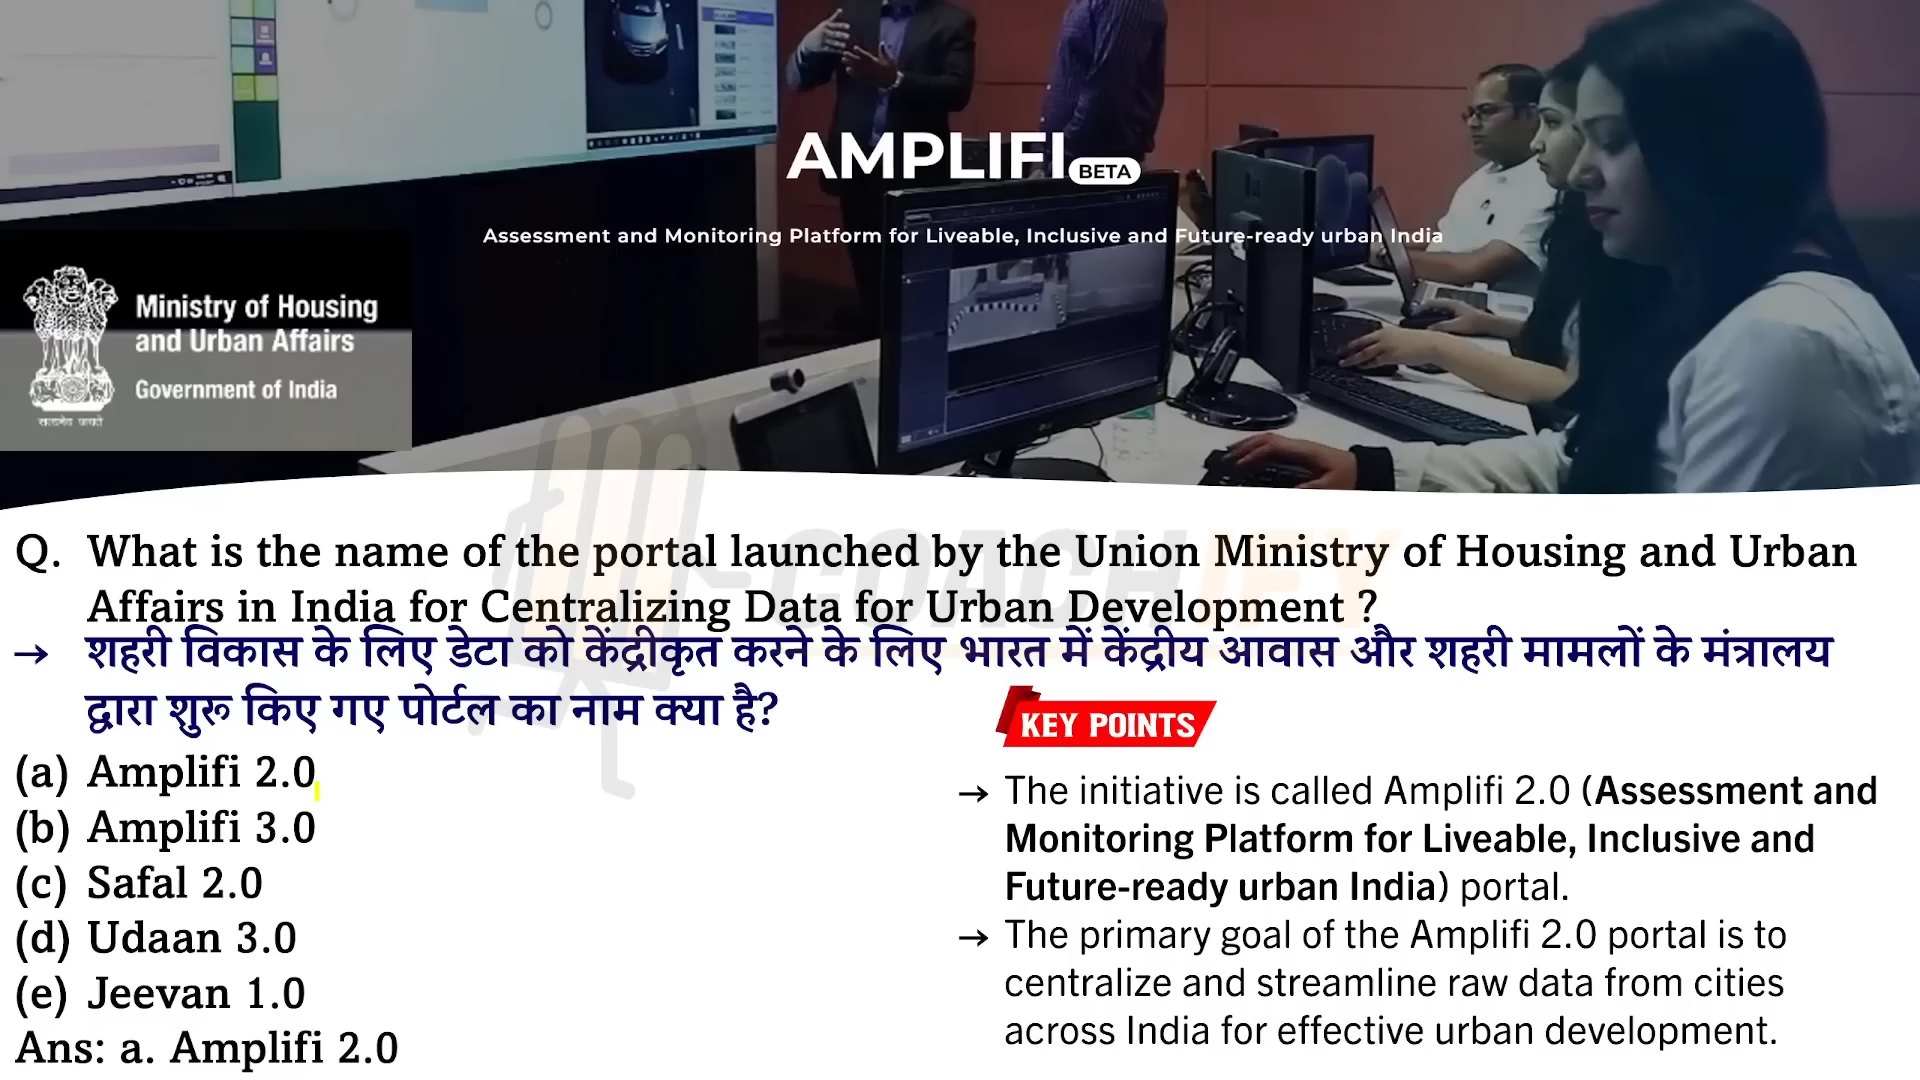 AMPLIFI BETA
Assessment and Monitoring Platform for Liveable, Inclusive and Future-ready urban India
Ministry of Housing
and Urban Affairs
Government of India
सत्यमेव जयते
Q. What is the name of the portal launched by the Union Ministry of Housing and Urban
Affairs in India for Centralizing Data for Urban Development ?
→ शहरी विकास के लिए डेटा को केंद्रीकृत करने के लिए भारत में केंद्रीय आवास और शहरी मामलों के मंत्रालय
द्वारा शुरू किए गए पोर्टल का नाम क्या है?
(a) Amplifi 2.0
(b) Amplifi 3.0
(c) Safal 2.0
(d) Udaan 3.0
(e) Jeevan 1.0
Ans: a. Amplifi 2.0
KEY POINTS
→ The initiative is called Amplifi 2.0 (Assessment and
Monitoring Platform for Liveable, Inclusive and
Future-ready urban India) portal.
→ The primary goal of the Amplifi 2.0 portal is to
centralize and streamline raw data from cities
across India for effective urban development.